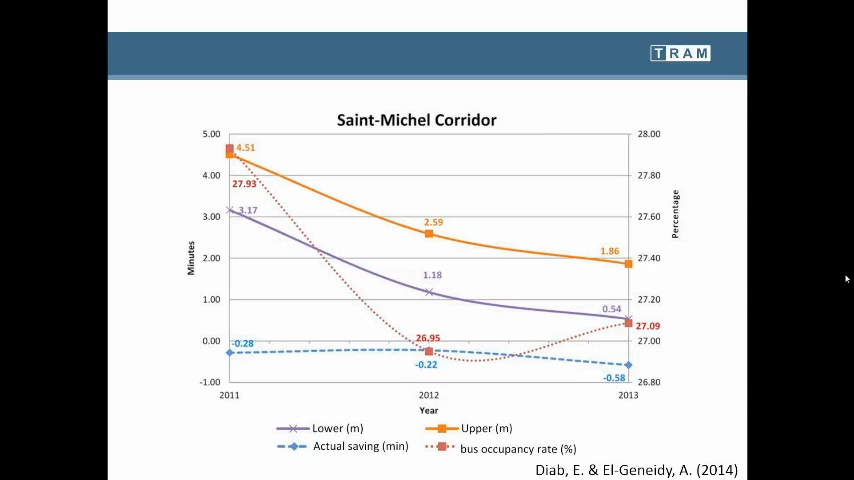 TRAM
Saint-Michel Corridor
5.00
28.00
4.51
4.00
27.80
27.93
3.17
3.00
27.60
Percentage
2.59
Minutes
2.00
27.40
1.86
1.18
1.00
27.20
0.54
27.09
0.00
27.00
-0.28
26.95
-0.22
-0.58
-1.00
26.80
2011
2012
2013
Year
Lower (m)
Upper (m)
Actual saving (min)
bus occupancy rate (%)
Diab, E. & El-Geneidy, A. (2014)